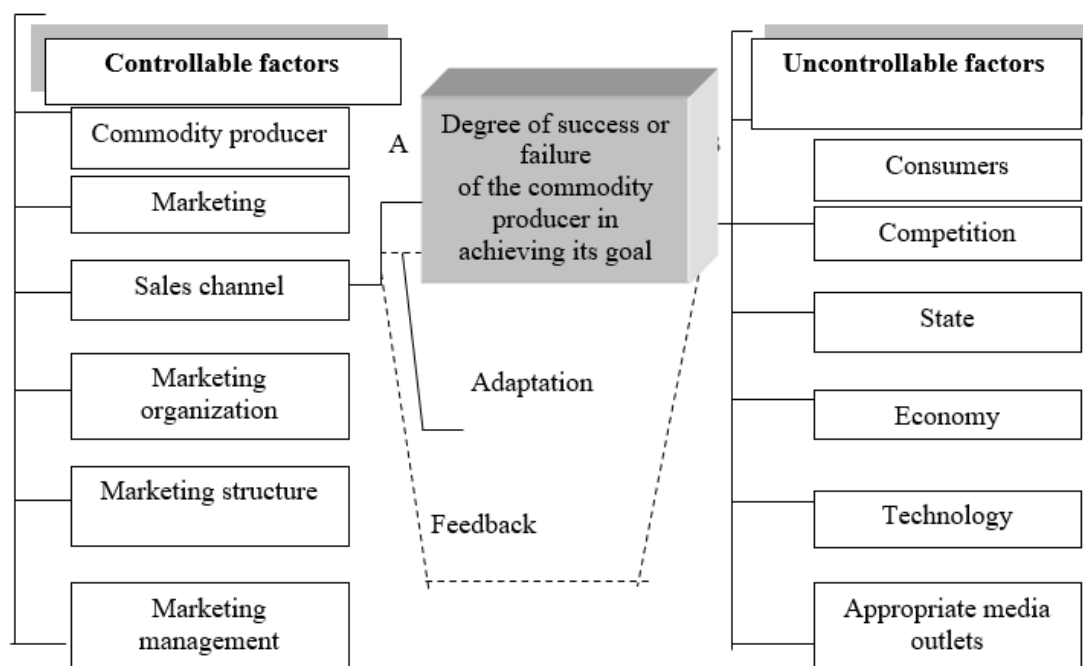 Controllable factors
Commodity producer
Marketing
Sales channel
Marketing
organization
Marketing structure
Marketing
management
A
Degree of success or
failure
of the commodity
producer in
achieving its goal
Adaptation
Feedback
Uncontrollable factors
Consumers
Competition
State
Economy
Technology
Appropriate media
outlets